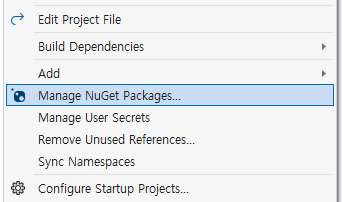 Edit Project File
Build Dependencies
Add
Manage NuGet Packages...
Manage User Secrets
Remove Unused References...
Sync Namespaces
Configure Startup Projects...